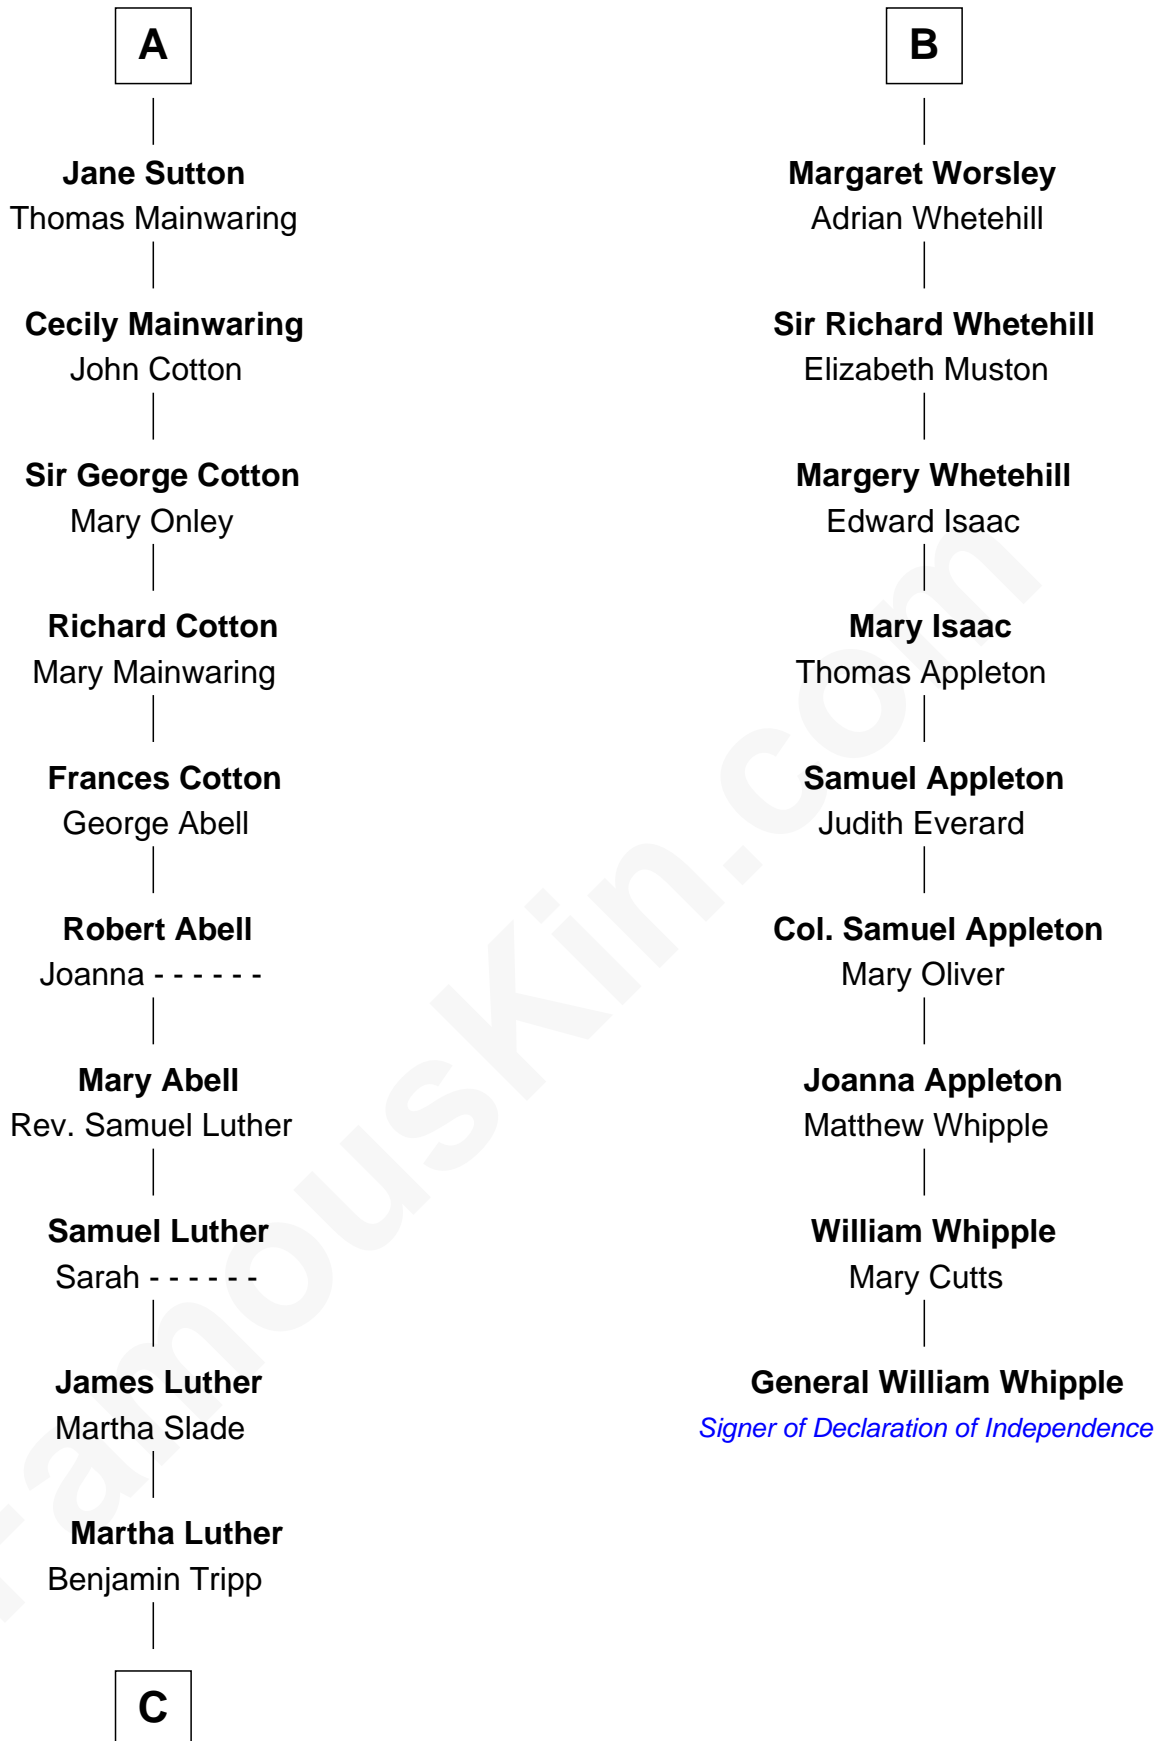 A
Jane Sutton
Thomas Mainwaring
Cecily Mainwaring
John Cotton
Sir George Cotton
Mary Onley
Richard Cotton
Mary Mainwaring
Frances Cotton
George Abell
Robert Abell
Joanna - - - - - -
Mary Abell
Rev. Samuel Luther
Samuel Luther
Sarah - - - - - -
James Luther
Martha Slade
Martha Luther
Benjamin Tripp
C
B
Margaret Worsley
Adrian Whetehill
Sir Richard Whetehill
Elizabeth Muston
Margery Whetehill
Edward Isaac
Mary Isaac
Thomas Appleton
Samuel Appleton
Judith Everard
Col. Samuel Appleton
Mary Oliver
Joanna Appleton
Matthew Whipple
William Whipple
Mary Cutts
General William Whipple
Signer of Declaration of Independence
FamousKin.com